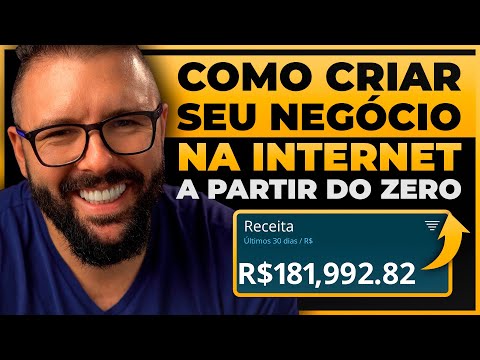 COMO CRIAR
SEU NEGÓCIO
NA INTERNET
A PARTIR DO ZERO
Receita
Últimos 30 dias / R$
R$181,992.82